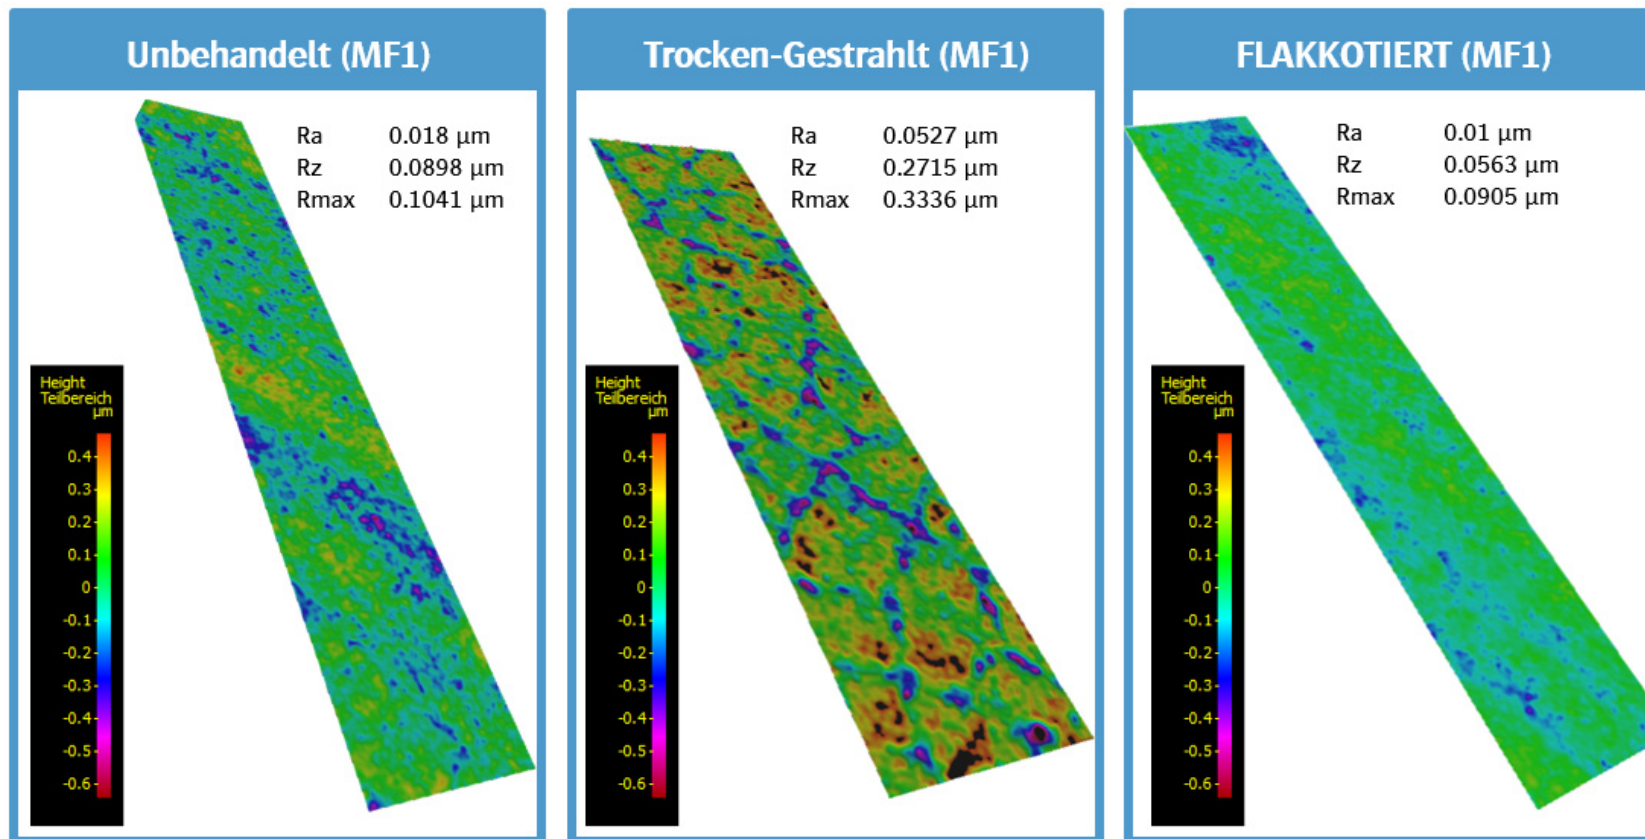 Unbehandelt (MF1)
Ra 0.018 µm
Rz 0.0898 µm
Rmax 0.1041 µm
Height
Teilbereich
µm
0.4
0.3
0.2
0.1
0
-0.1
-0.2
-0.3
-0.4
-0.5
-0.6
Trocken-Gestrahlt (MF1)
Ra 0.0527 µm
Rz 0.2715 µm
Rmax 0.3336 µm
Height
Teilbereich
µm
0.4
0.3
0.2
0.1
0
-0.1
-0.2
-0.3
-0.4
-0.5
-0.6
FLAKKOTIERT (MF1)
Ra 0.01 µm
Rz 0.0563 µm
Rmax 0.0905 µm
Height
Teilbereich
µm
0.4
0.3
0.2
0.1
0
-0.1
-0.2
-0.3
-0.4
-0.5
-0.6